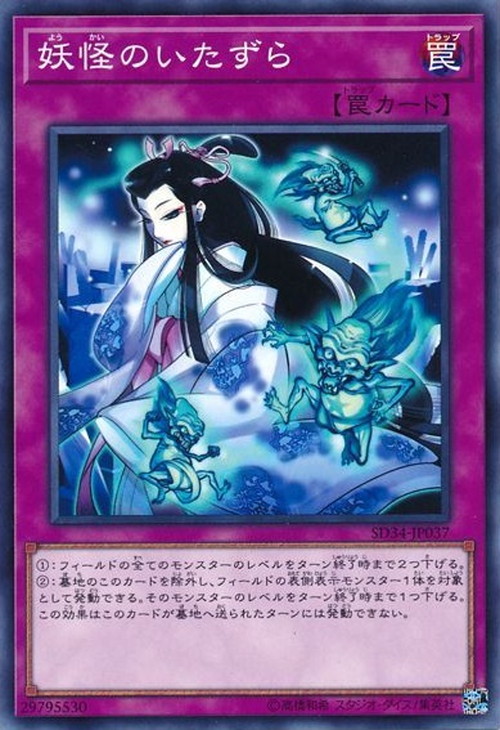 妖怪のいたずら
罠
【罠カード】
SD34-JP037
①：フィールドの全てのモンスターのレベルをターン終了時まで２つ下げる。
②：墓地のこのカードを除外し、フィールドの表側表示モンスター１体を対象
として発動できる。そのモンスターのレベルをターン終了時まで１つ下げる。
この効果はこのカードが墓地へ送られたターンには発動できない。
29795530
©高橋和希 スタジオ・ダイス/集英社